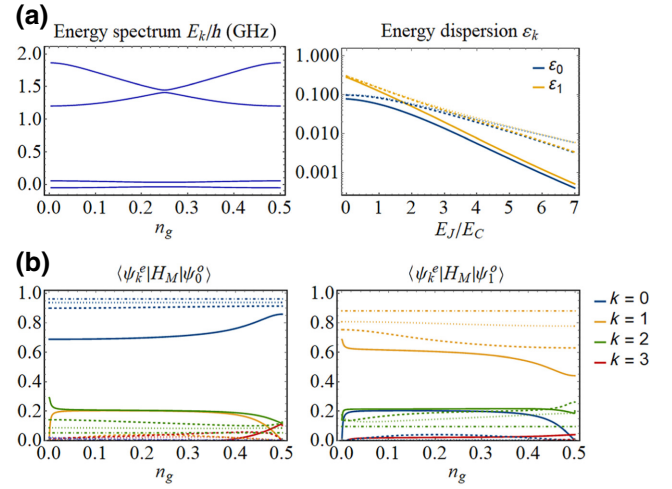 (a)
Energy spectrum E_k/h (GHz)
2.0
1.5
1.0
0.5
0.0
0.0 0.1 0.2 0.3 0.4 0.5
n_g
Energy dispersion ε_k
1.000
0.100
0.010
0.001
ε_0
ε_1
0 1 2 3 4 5 6 7
E_J/E_C
(b)
⟨ψ_k^e|H_M|ψ_0^o⟩
1.0
0.8
0.6
0.4
0.2
0.0
0.0 0.1 0.2 0.3 0.4 0.5
n_g
⟨ψ_k^e|H_M|ψ_1^o⟩
1.0
0.8
0.6
0.4
0.2
0.0
0.0 0.1 0.2 0.3 0.4 0.5
n_g
k = 0
k = 1
k = 2
k = 3